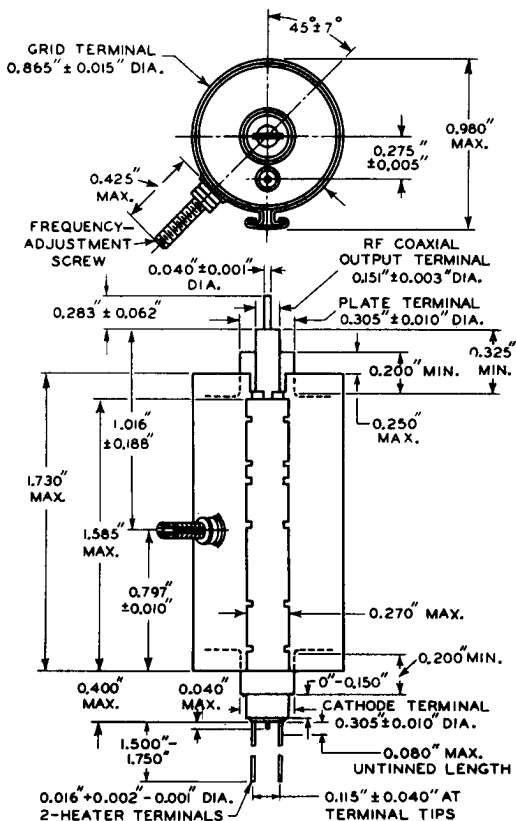 45°±7°
GRID TERMINAL
0.865"±0.015" DIA.
0.980"
MAX.
0.275"
±0.005"
0.425"
MAX.
FREQUENCY-
ADJUSTMENT
SCREW
RF COAXIAL
OUTPUT TERMINAL
0.151"±0.003"DIA.
0.040"±0.001"
DIA.
PLATE TERMINAL
0.305"±0.010" DIA.
0.283"±0.062"
0.325"
MIN.
0.200" MIN.
0.250"
MAX.
1.016"
±0.188"
1.730"
MAX.
1.585"
MAX.
0.797"
±0.010"
0.270" MAX.
0.200" MIN.
0"-0.150"
0.400"
MAX.
0.040"
MAX.
CATHODE TERMINAL
0.305±0.010" DIA.
1.500"-
1.750"
0.080" MAX.
UNTINNED LENGTH
0.016"+0.002"-0.001" DIA.
2-HEATER TERMINALS
0.115"±0.040" AT
TERMINAL TIPS